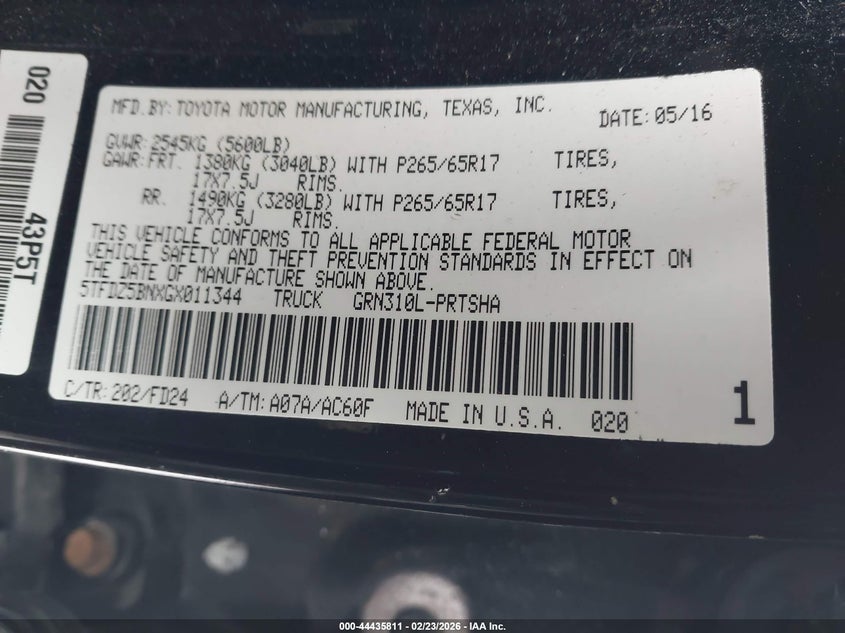 020
43P5T
MFD.BY:TOYOTA MOTOR MANUFACTURING, TEXAS, INC. DATE:05/16
GVWR:2545KG (5600LB)
GAWR:FRT. 1380KG (3040LB) WITH P265/65R17 TIRES,
17X7.5J RIMS.
RR. 1490KG (3280LB) WITH P265/65R17 TIRES,
17X7.5J RIMS.
THIS VEHICLE CONFORMS TO ALL APPLICABLE FEDERAL MOTOR
VEHICLE SAFETY AND THEFT PREVENTION STANDARDS IN EFFECT ON
THE DATE OF MANUFACTURE SHOWN ABOVE.
5TFDZ5BNXGX011344 TRUCK GRN310L-PRTSHA
C/TR:202/FD24 A/TM:A07A/AC60F MADE IN U.S.A. 020
1
000-44435811 - 02/23/2026 - IAA Inc.